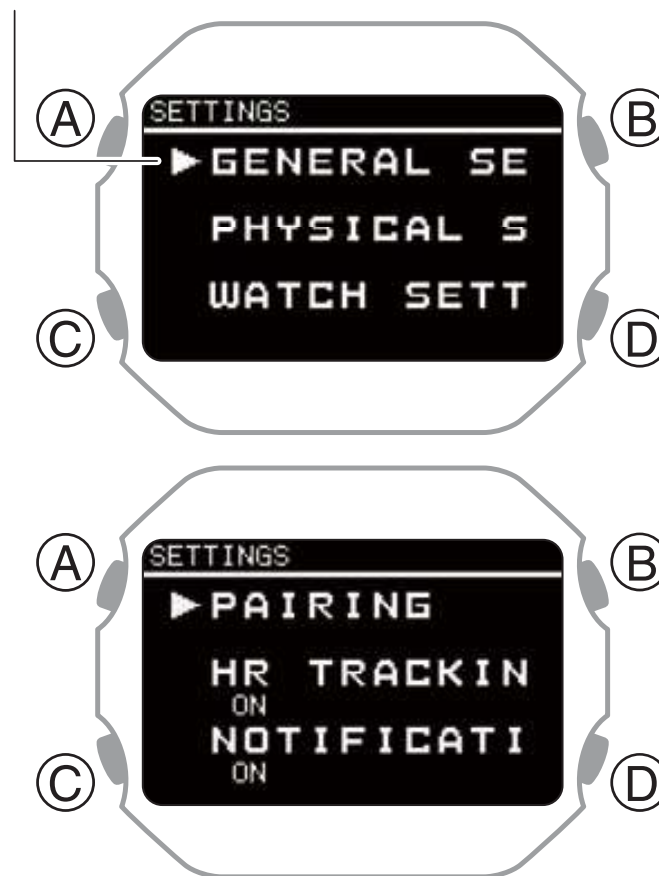 A
B
SETTINGS
▶GENERAL SE
PHYSICAL S
WATCH SETT
C
D
A
B
SETTINGS
▶PAIRING
HR TRACKIN
ON
NOTIFICATI
ON
C
D